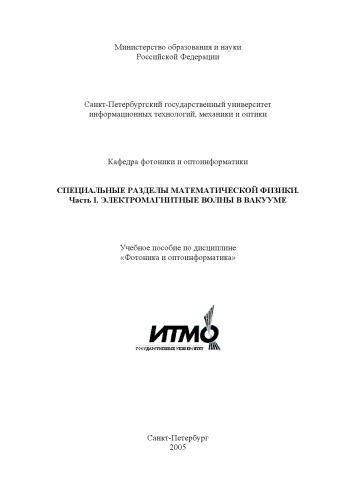 Министерство образования и науки
Российской Федерации
Санкт-Петербургский государственный университет
информационных технологий, механики и оптики
Кафедра фотоники и оптоинформатики
СПЕЦИАЛЬНЫЕ РАЗДЕЛЫ МАТЕМАТИЧЕСКОЙ ФИЗИКИ.
Часть I. ЭЛЕКТРОМАГНИТНЫЕ ВОЛНЫ В ВАКУУМЕ
Учебное пособие по дисциплине
«Фотоника и оптоинформатика»
ИТМО
ГОСУДАРСТВЕННЫЙ УНИВЕРСИТЕТ
Санкт-Петербург
2005